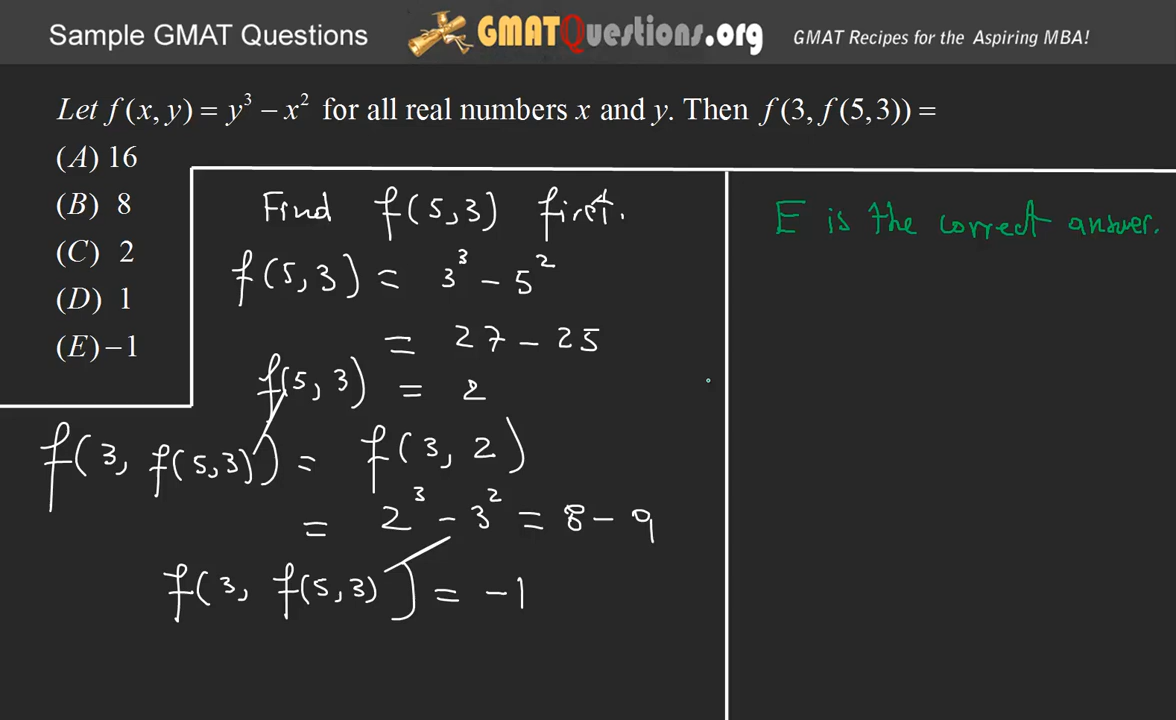 Sample GMAT Questions
GMATQuestions.org
GMAT Recipes for the Aspiring MBA!
Let f(x, y) = y³ − x² for all real numbers x and y. Then f(3, f(5,3)) =
(A) 16
(B) 8
(C) 2
(D) 1
(E) −1
Find f(5,3) first.
f(5,3) = 3³ − 5²
= 27 − 25
f(5,3) = 2
f(3, f(5,3)) = f(3, 2)
= 2³ − 3² = 8 − 9
f(3, f(5,3)) = −1
E is the correct answer.